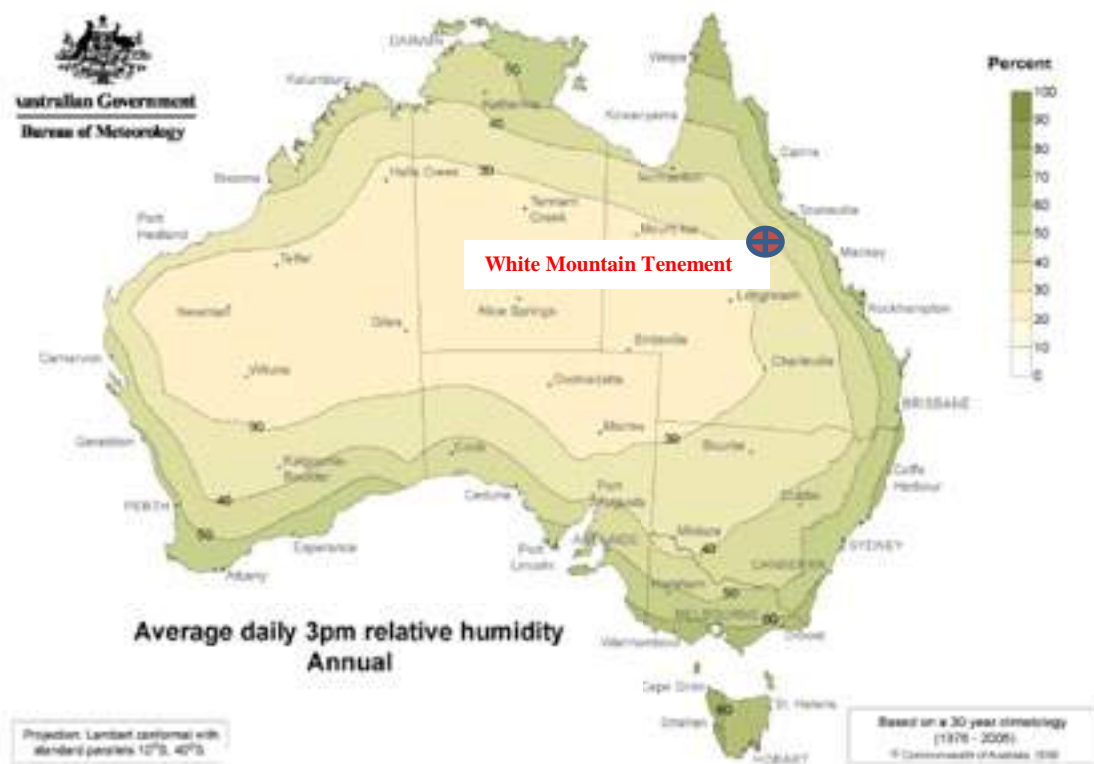 Australian Government
Bureau of Meteorology
Percent
100
90
80
70
60
50
40
30
20
10
0
DARWIN
Kalumburu
Katherine
50
40
Weipa
Kowanyama
Cairns
Normanton
Townsville
Broome
Halls Creek
30
Tennant
Creek
Mount Isa
Port
Hedland
Telfer
White Mountain Tenement
Mackay
Newman
Giles
Alice Springs
Longreach
Rockhampton
Carnarvon
Wiluna
Birdsville
Oodnadatta
Charleville
BRISBANE
Geraldton
30
Marree
30
Bourke
Kalgoorlie-
Boulder
Cook
Coffs
Harbour
PERTH
40
Ceduna
Port
Augusta
Dubbo
50
Esperance
Albany
Port
Lincoln
ADELAIDE
Mildura
40
SYDNEY
CANBERRA
Horsham
50
MELBOURNE
60
Orbost
Warrnambool
Average daily 3pm relative humidity
Annual
Cape Grim
St. Helens
60
Strahan
HOBART
Projection: Lambert conformal with
standard parallels 10°S, 40°S.
Based on a 30-year climatology
(1976 - 2005)
© Commonwealth of Australia,